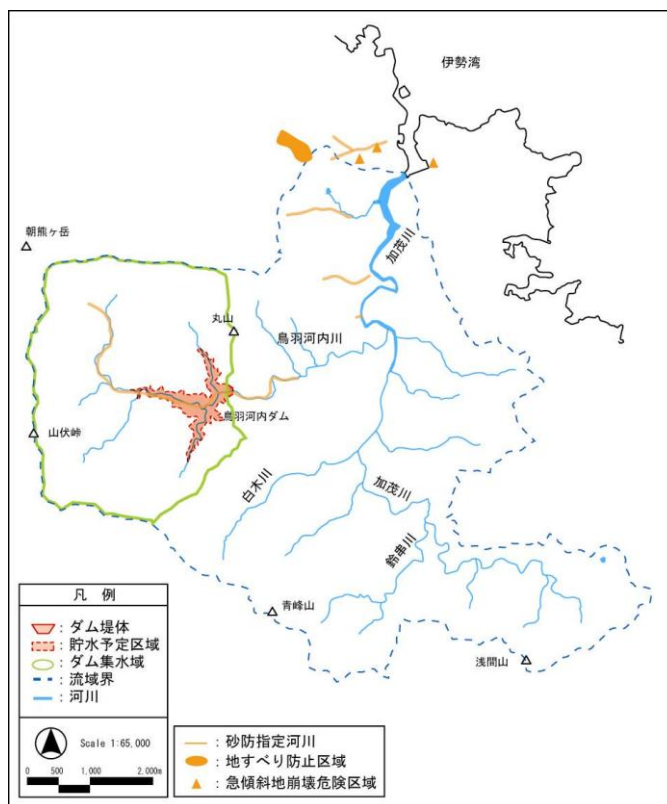 伊勢湾
朝熊ヶ岳
加茂川
丸山
鳥羽河内川
鳥羽河内ダム
山伏峠
白木川
加茂川
鈴串川
青峰山
浅間山
凡 例
：ダム堤体
：貯水予定区域
：ダム集水域
：流域界
：河川
Scale 1:65,000
0 500 1,000 2,000m
：砂防指定河川
：地すべり防止区域
：急傾斜地崩壊危険区域